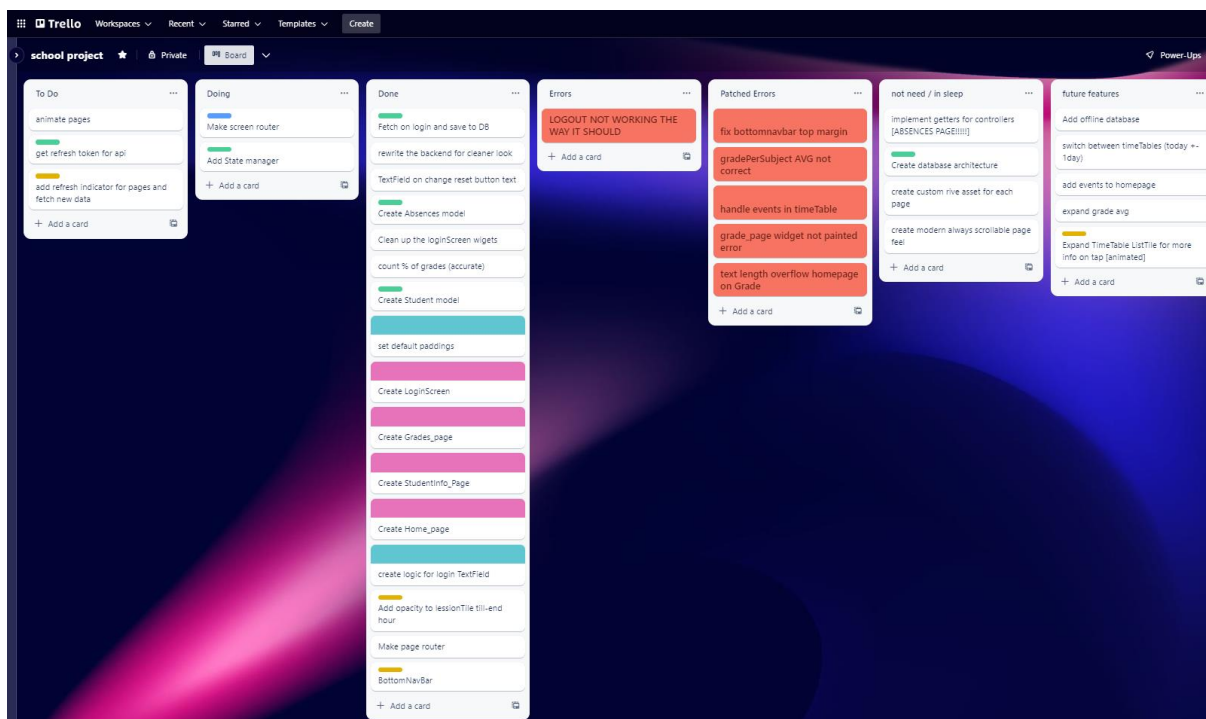 Trello Workspaces Recent Starred Templates Create
school project Private Board Power-Ups
To Do
animate pages
get refresh token for api
add refresh indicator for pages and
fetch new data
+ Add a card
Doing
Make screen router
Add State manager
+ Add a card
Done
Fetch on login and save to DB
rewrite the backend for cleaner look
TextField on change reset button text
Create Absences model
Clean up the loginScreen wigets
count % of grades (accurate)
Create Student model
set default paddings
Create LoginScreen
Create Grades_page
Create StudentInfo_Page
Create Home_page
create logic for login TextField
Add opacity to lessionTile till-end
hour
Make page router
BottomNavBar
+ Add a card
Errors
LOGOUT NOT WORKING THE
WAY IT SHOULD
+ Add a card
Patched Errors
fix bottomnavbar top margin
gradePerSubject AVG not
correct
handle events in timeTable
grade_page widget not painted
error
text length overflow homepage
on Grade
+ Add a card
not need / in sleep
implement getters for controllers
[ABSENCES PAGE!!!!!]
Create database architecture
create custom rive asset for each
page
create modern always scrollable page
feel
+ Add a card
future features
Add offline database
switch between timeTables (today +-
1day)
add events to homepage
expand grade avg
Expand TimeTable ListTile for more
info on tap [animated]
+ Add a card